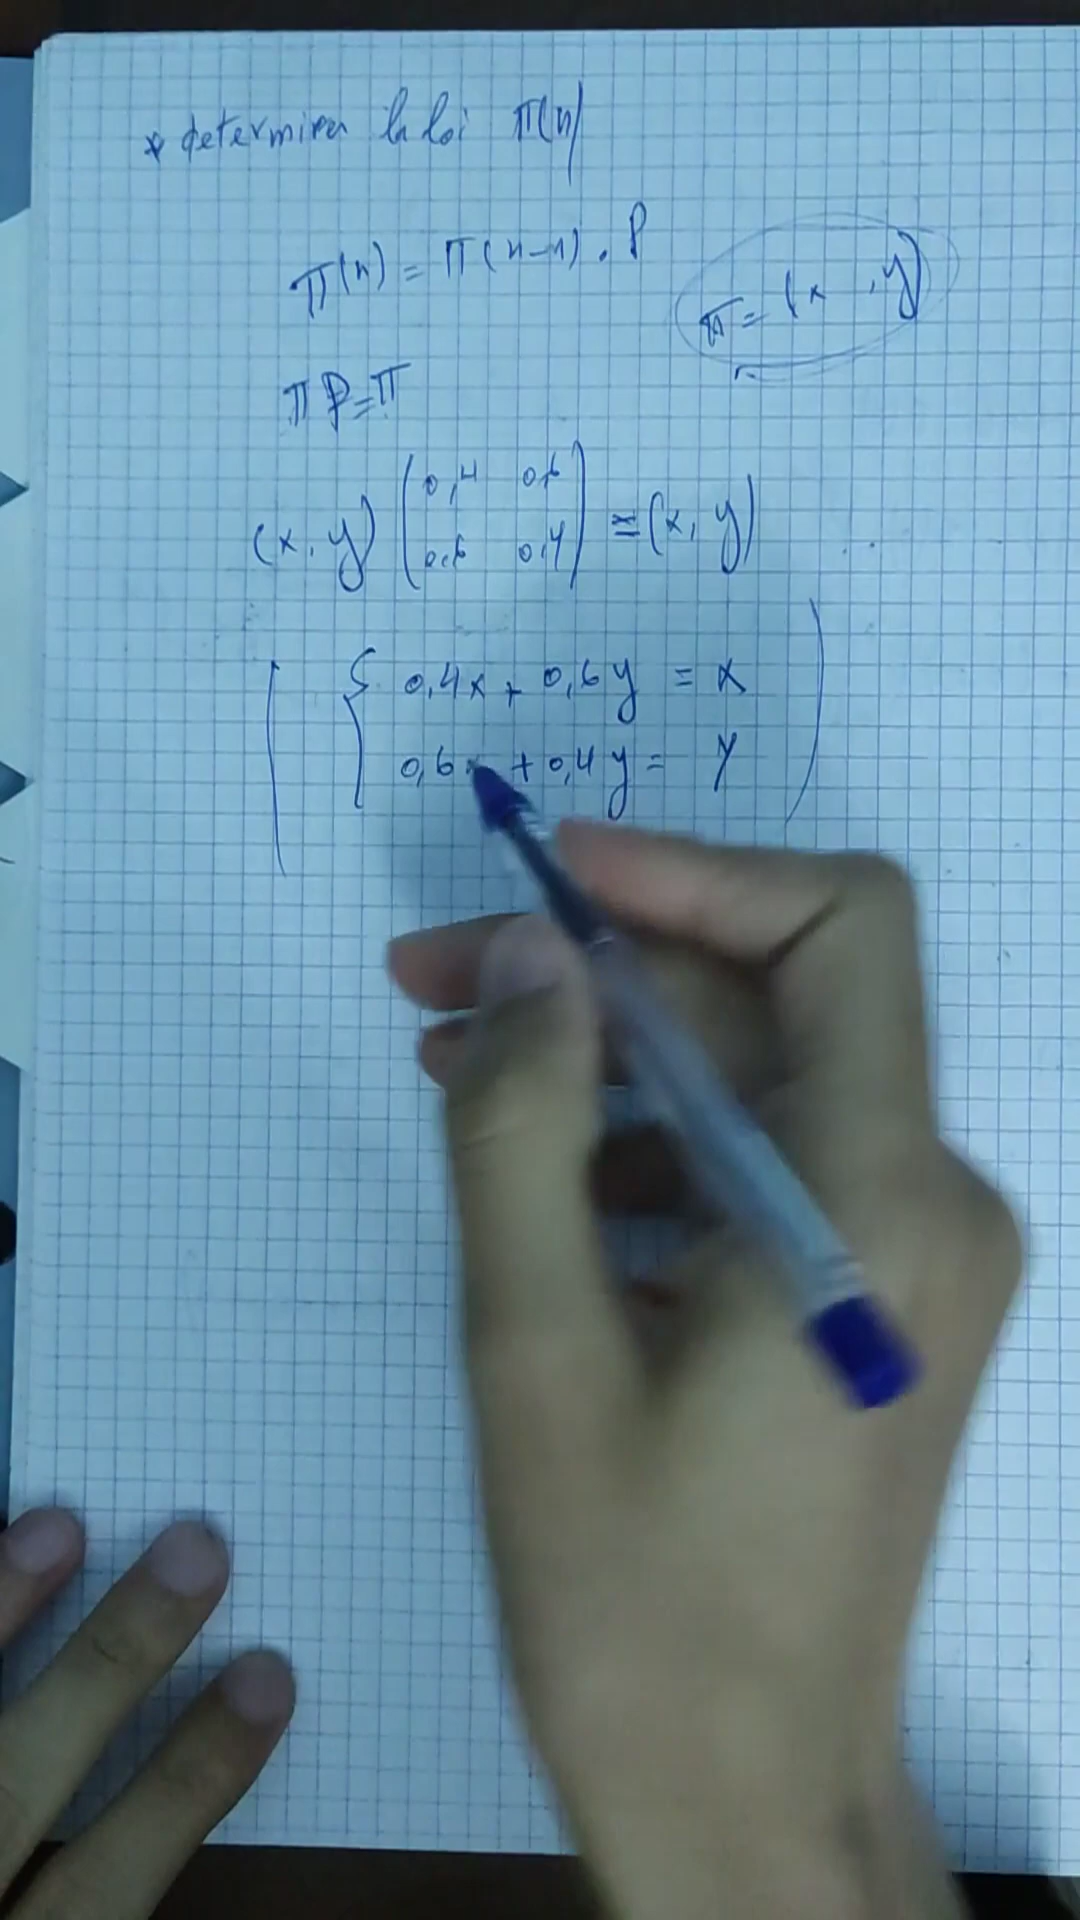 * determiner la loi π(n)
π(n) = π(n-1) . P
π = (x , y)
π P = π
(x, y) (0,4 0,6
0,6 0,4) = (x, y)
{ 0,4x + 0,6y = x
0,6x + 0,4y = y